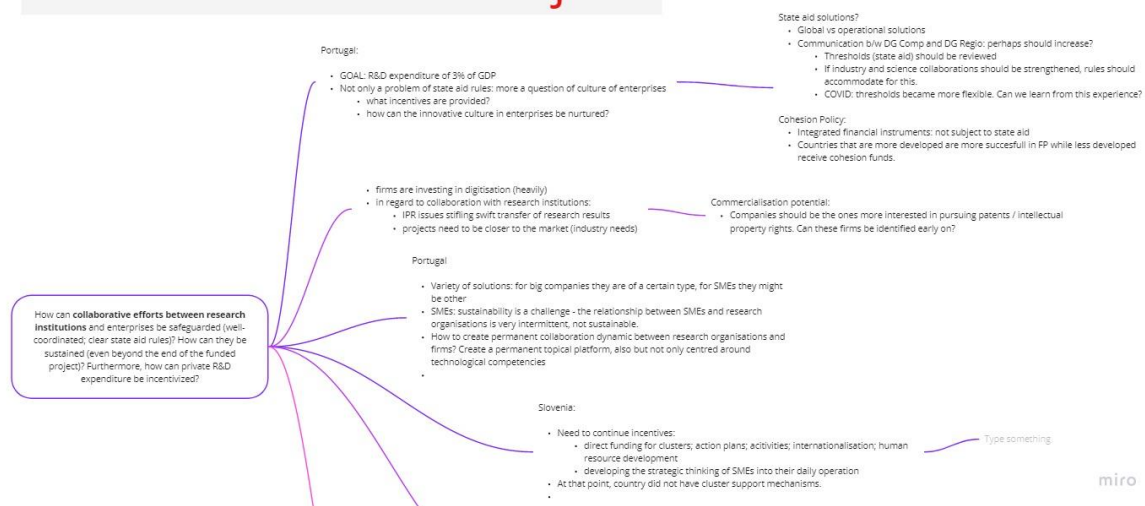 Portugal:
• GOAL: R&D expenditure of 3% of GDP
• Not only a problem of state aid rules: more a question of culture of enterprises
• what incentives are provided?
• how can the innovative culture in enterprises be nurtured?
State aid solutions?
• Global vs operational solutions
• Communication b/w DG Comp and DG Regio: perhaps should increase?
• Thresholds (state aid) should be reviewed
• If industry and science collaborations should be strengthened, rules should
accommodate for this.
• COVID: thresholds became more flexible. Can we learn from this experience?
Cohesion Policy:
• Integrated financial instruments: not subject to state aid
• Countries that are more developed are more succesfull in FP while less developed
receive cohesion funds.
• firms are investing in digitisation (heavily)
• in regard to collaboration with research institutions:
• IPR issues stifling swift transfer of research results
• projects need to be closer to the market (industry needs)
Commercialisation potential:
• Companies should be the ones more interested in pursuing patents / intellectual
property rights. Can these firms be identified early on?
Portugal
• Variety of solutions: for big companies they are of a certain type, for SMEs they might
be other
• SMEs: sustainability is a challenge - the relationship between SMEs and research
organisations is very intermittent, not sustainable.
• How to create permanent collaboration dynamic between research organisations and
firms? Create a permanent topical platform, also but not only centred around
technological competencies
•
How can collaborative efforts between research
institutions and enterprises be safeguarded (well-
coordinated; clear state aid rules)? How can they be
sustained (even beyond the end of the funded
project)? Furthermore, how can private R&D
expenditure be incentivized?
Slovenia:
• Need to continue incentives:
• direct funding for clusters; action plans; acitivities; internationalisation; human
resource development
• developing the strategic thinking of SMEs into their daily operation
• At that point, country did not have cluster support mechanisms.
•
Type something
miro